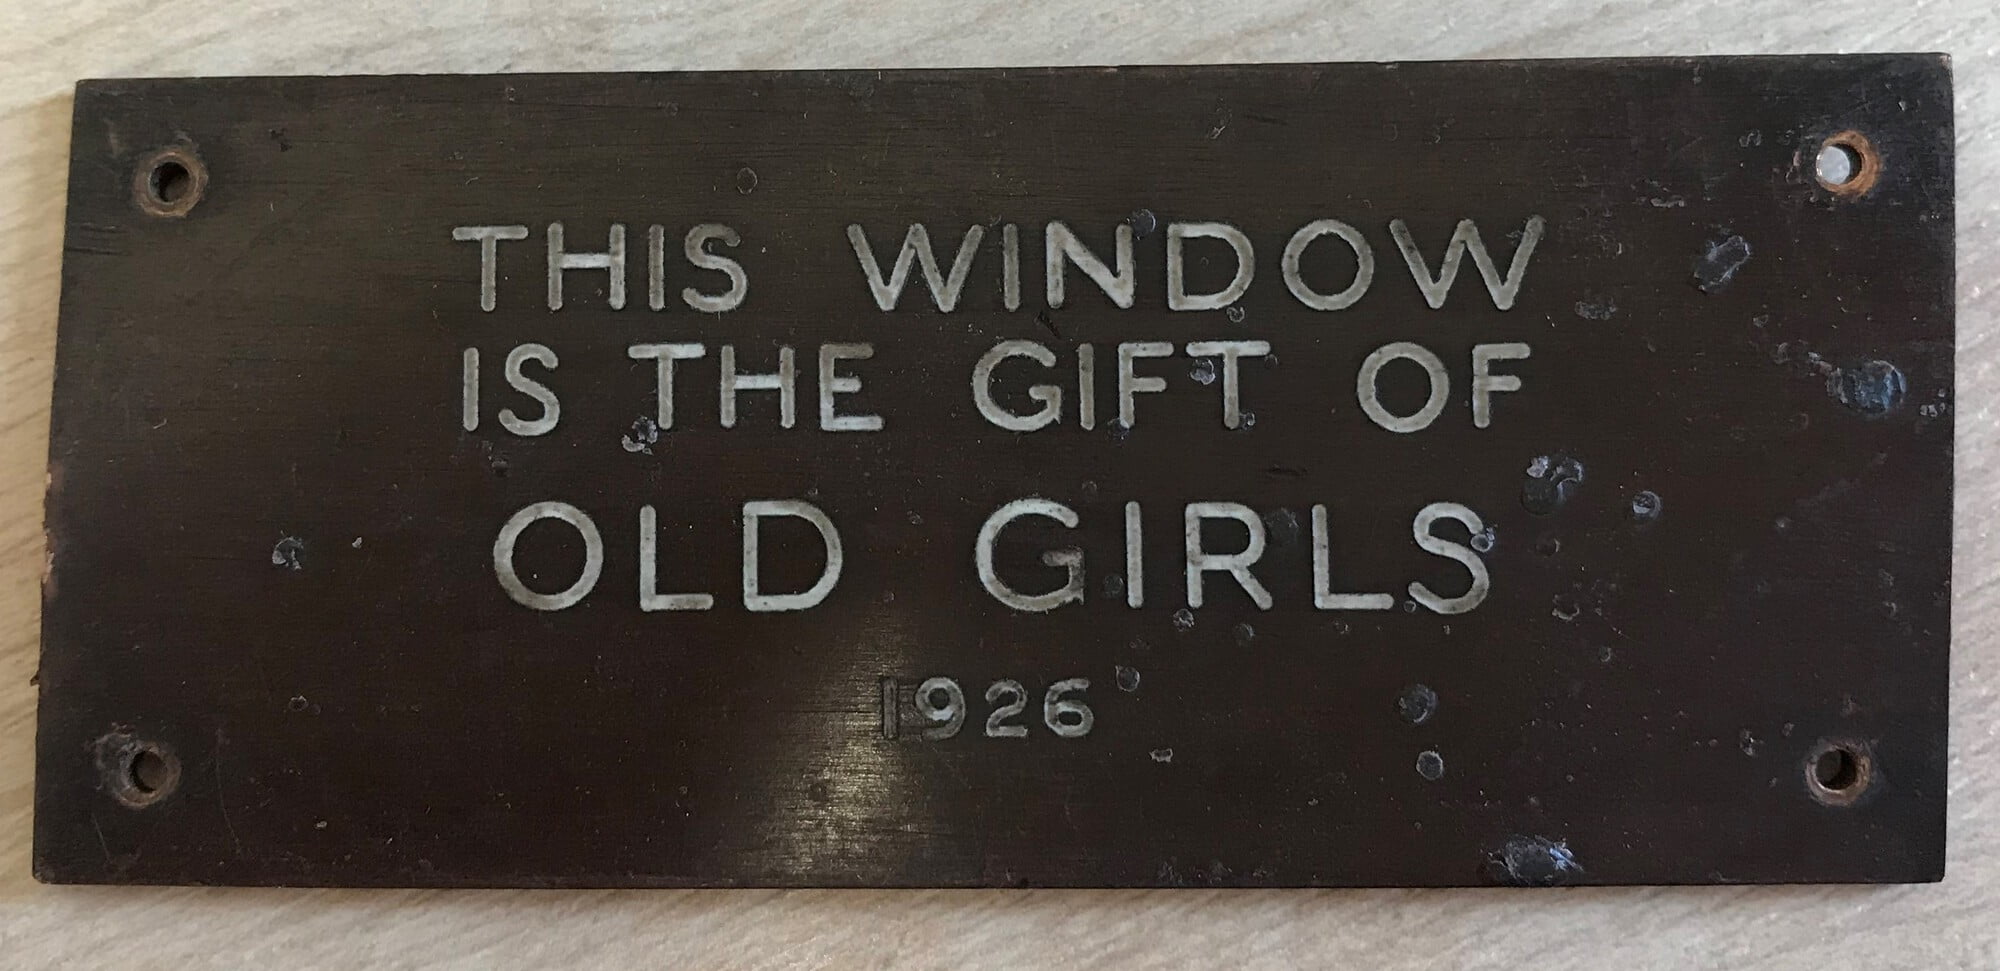 THIS WINDOW
IS THE GIFT OF
OLD GIRLS
1926